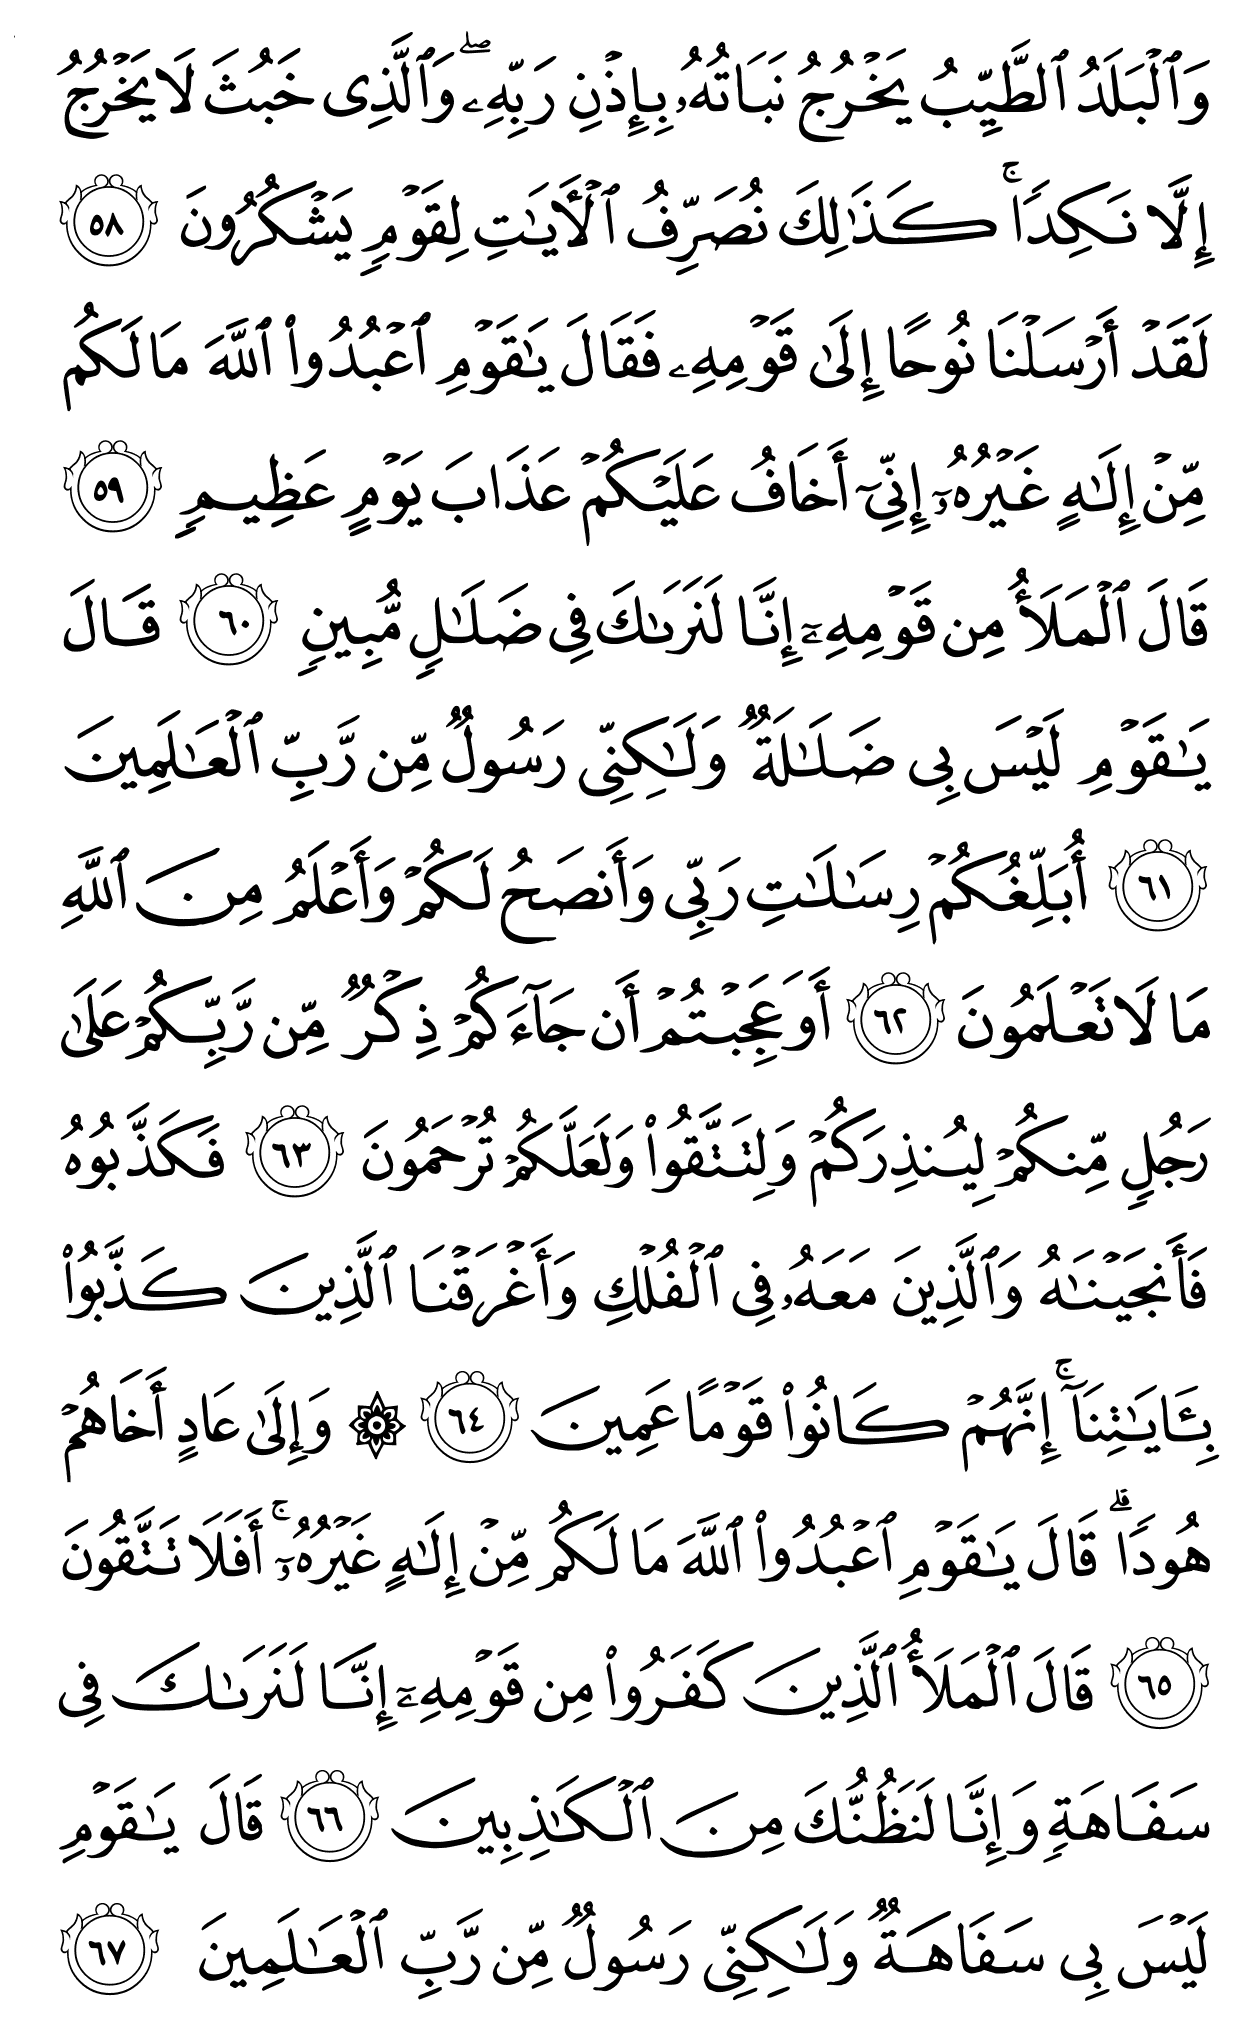 وَٱلۡبَلَدُ ٱلطَّيِّبُ يَخۡرُجُ نَبَاتُهُۥ بِإِذۡنِ رَبِّهِۦۖ وَٱلَّذِى خَبُثَ لَا يَخۡرُجُ
إِلَّا نَكِدًاۚ كَذَٰلِكَ نُصَرِّفُ ٱلۡأَيَٰتِ لِقَوۡمٍ يَشۡكُرُونَ ٥٨
لَقَدۡ أَرۡسَلۡنَا نُوحًا إِلَىٰ قَوۡمِهِۦ فَقَالَ يَٰقَوۡمِ ٱعۡبُدُوا۟ ٱللَّهَ مَا لَكُم
مِّنۡ إِلَٰهٍ غَيۡرُهُۥٓ إِنِّىٓ أَخَافُ عَلَيۡكُمۡ عَذَابَ يَوۡمٍ عَظِيمٍ ٥٩
قَالَ ٱلۡمَلَأُ مِن قَوۡمِهِۦٓ إِنَّا لَنَرَىٰكَ فِى ضَلَٰلٍ مُّبِينٍ ٦٠ قَالَ
يَٰقَوۡمِ لَيۡسَ بِى ضَلَٰلَةٌ وَلَٰكِنِّى رَسُولٌ مِّن رَّبِّ ٱلۡعَٰلَمِينَ
٦١ أُبَلِّغُكُمۡ رِسَٰلَٰتِ رَبِّى وَأَنصَحُ لَكُمۡ وَأَعۡلَمُ مِنَ ٱللَّهِ
مَا لَا تَعۡلَمُونَ ٦٢ أَوَعَجِبۡتُمۡ أَن جَآءَكُمۡ ذِكۡرٌ مِّن رَّبِّكُمۡ عَلَىٰ
رَجُلٍ مِّنكُمۡ لِيُنذِرَكُمۡ وَلِتَتَّقُوا۟ وَلَعَلَّكُمۡ تُرۡحَمُونَ ٦٣ فَكَذَّبُوهُ
فَأَنجَيۡنَٰهُ وَٱلَّذِينَ مَعَهُۥ فِى ٱلۡفُلۡكِ وَأَغۡرَقۡنَا ٱلَّذِينَ كَذَّبُوا۟
بِـَٔايَٰتِنَآۚ إِنَّهُمۡ كَانُوا۟ قَوۡمًا عَمِينَ ٦٤ ۞ وَإِلَىٰ عَادٍ أَخَاهُمۡ
هُودًاۗ قَالَ يَٰقَوۡمِ ٱعۡبُدُوا۟ ٱللَّهَ مَا لَكُم مِّنۡ إِلَٰهٍ غَيۡرُهُۥٓۚ أَفَلَا تَتَّقُونَ
٦٥ قَالَ ٱلۡمَلَأُ ٱلَّذِينَ كَفَرُوا۟ مِن قَوۡمِهِۦٓ إِنَّا لَنَرَىٰكَ فِى
سَفَاهَةٍ وَإِنَّا لَنَظُنُّكَ مِنَ ٱلۡكَٰذِبِينَ ٦٦ قَالَ يَٰقَوۡمِ
لَيۡسَ بِى سَفَاهَةٌ وَلَٰكِنِّى رَسُولٌ مِّن رَّبِّ ٱلۡعَٰلَمِينَ ٦٧